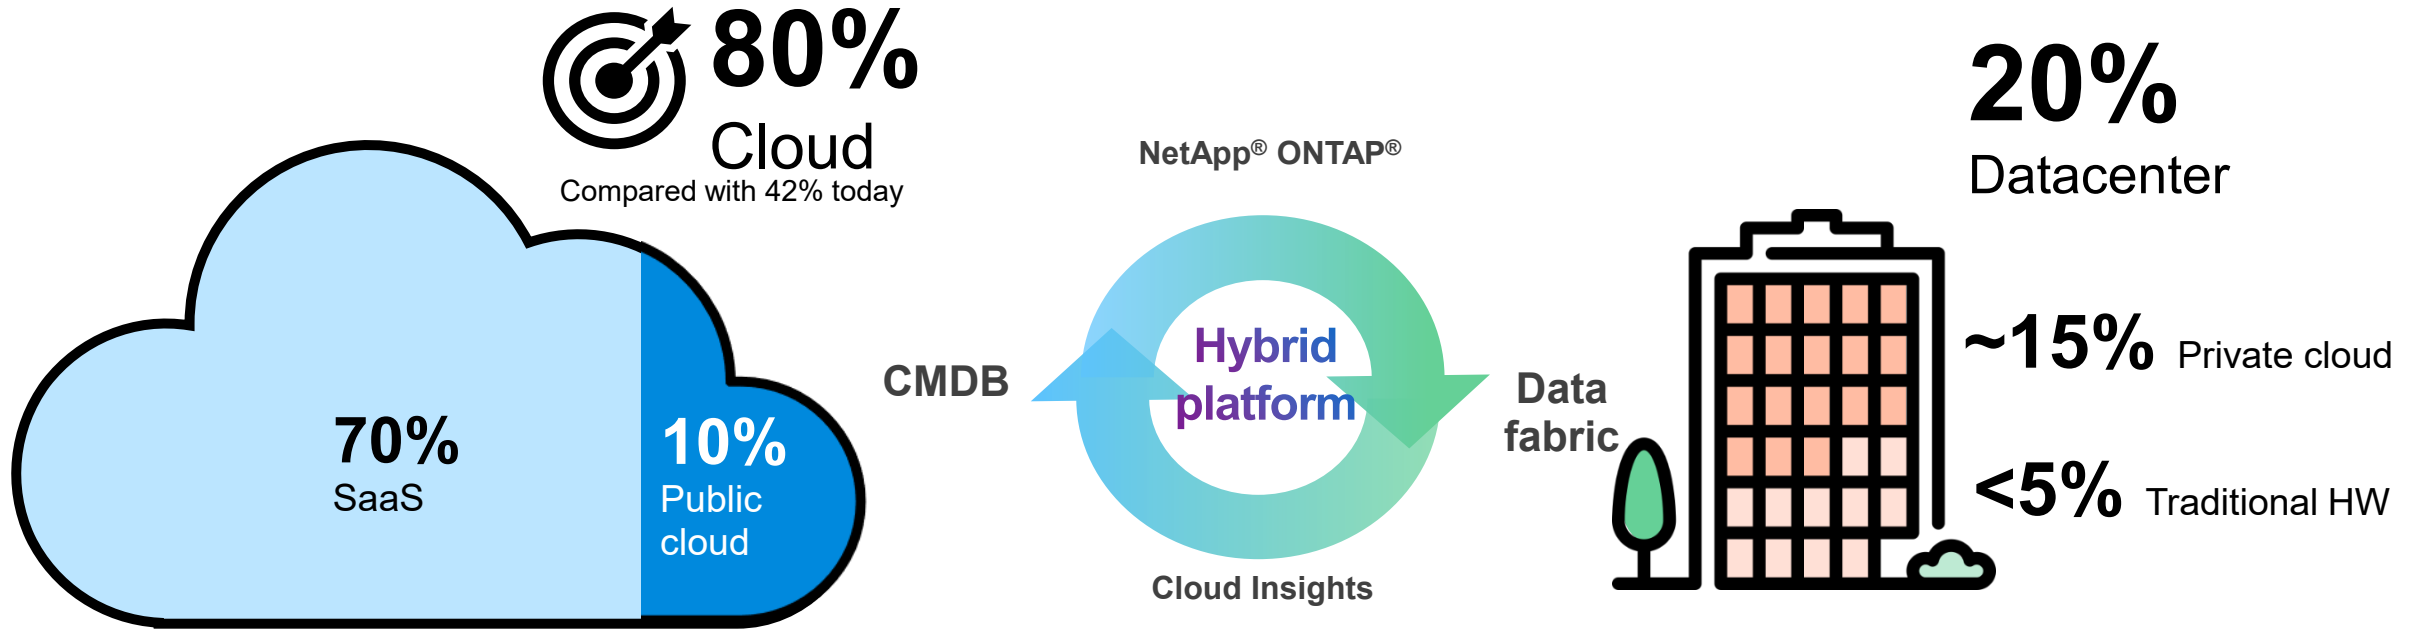 80%
Cloud
Compared with 42% today
70%
SaaS
10%
Public
cloud
NetApp® ONTAP®
CMDB
Hybrid
platform
Data
fabric
Cloud Insights
20%
Datacenter
~15% Private cloud
<5% Traditional HW